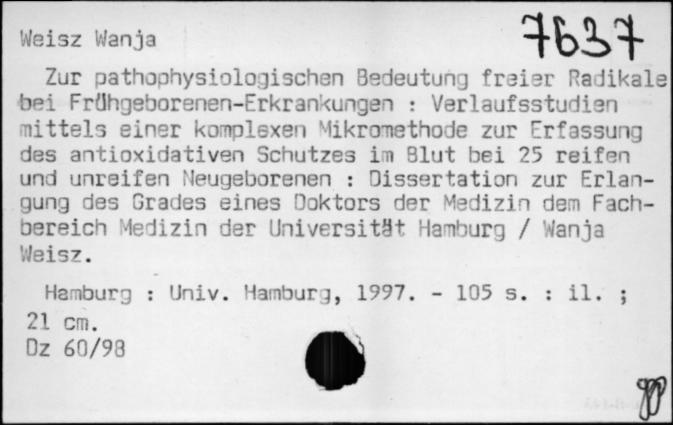 Weisz Wanja
7637
Zur pathophysiologischen Bedeutung freier Radikale
bei Frühgeborenen-Erkrankungen : Verlaufsstudien
mittels einer komplexen Mikromethode zur Erfassung
des antioxidativen Schutzes im Blut bei 25 reifen
und unreifen Neugeborenen : Dissertation zur Erlan-
gung des Grades eines Doktors der Medizin dem Fach-
bereich Medizin der Universität Hamburg / Wanja
Weisz.
Hamburg : Univ. Hamburg, 1997. - 105 s. : il. ;
21 cm.
Dz 60/98